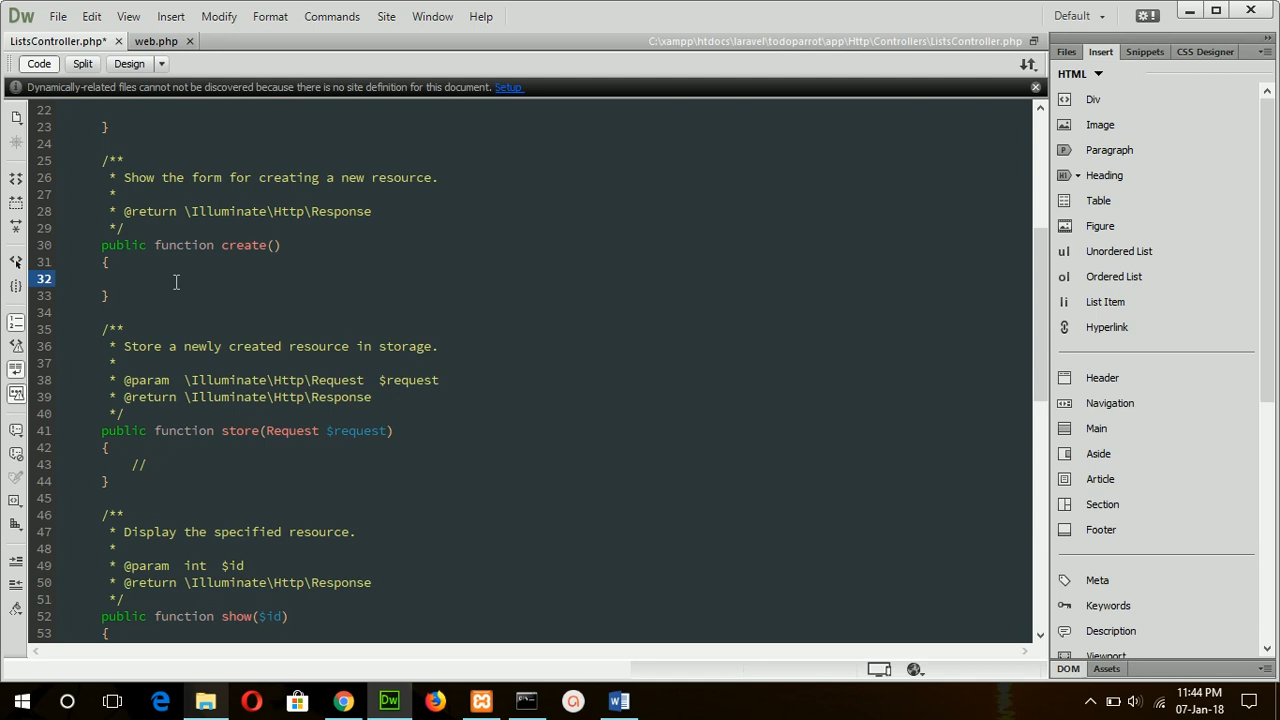 Dw File Edit View Insert Modify Format Commands Site Window Help Default
ListsController.php* × web.php × C:\xampp\htdocs\laravel\todoparrot\app\Http\Controllers\ListsController.php
Code Split Design
Dynamically-related files cannot not be discovered because there is no site definition for this document. Setup
22
23 }
24
25 /**
26 * Show the form for creating a new resource.
27 *
28 * @return \Illuminate\Http\Response
29 */
30 public function create()
31 {
32
33 }
34
35 /**
36 * Store a newly created resource in storage.
37 *
38 * @param \Illuminate\Http\Request $request
39 * @return \Illuminate\Http\Response
40 */
41 public function store(Request $request)
42 {
43 //
44 }
45
46 /**
47 * Display the specified resource.
48 *
49 * @param int $id
50 * @return \Illuminate\Http\Response
51 */
52 public function show($id)
53 {
Files Insert Snippets CSS Designer
HTML
Div
Image
Paragraph
H1 Heading
Table
Figure
ul Unordered List
ol Ordered List
li List Item
Hyperlink
Header
Navigation
Main
Aside
Article
Section
Footer
Meta
Keywords
Description
Viewport
DOM Assets
Dw
11:44 PM
07-Jan-18